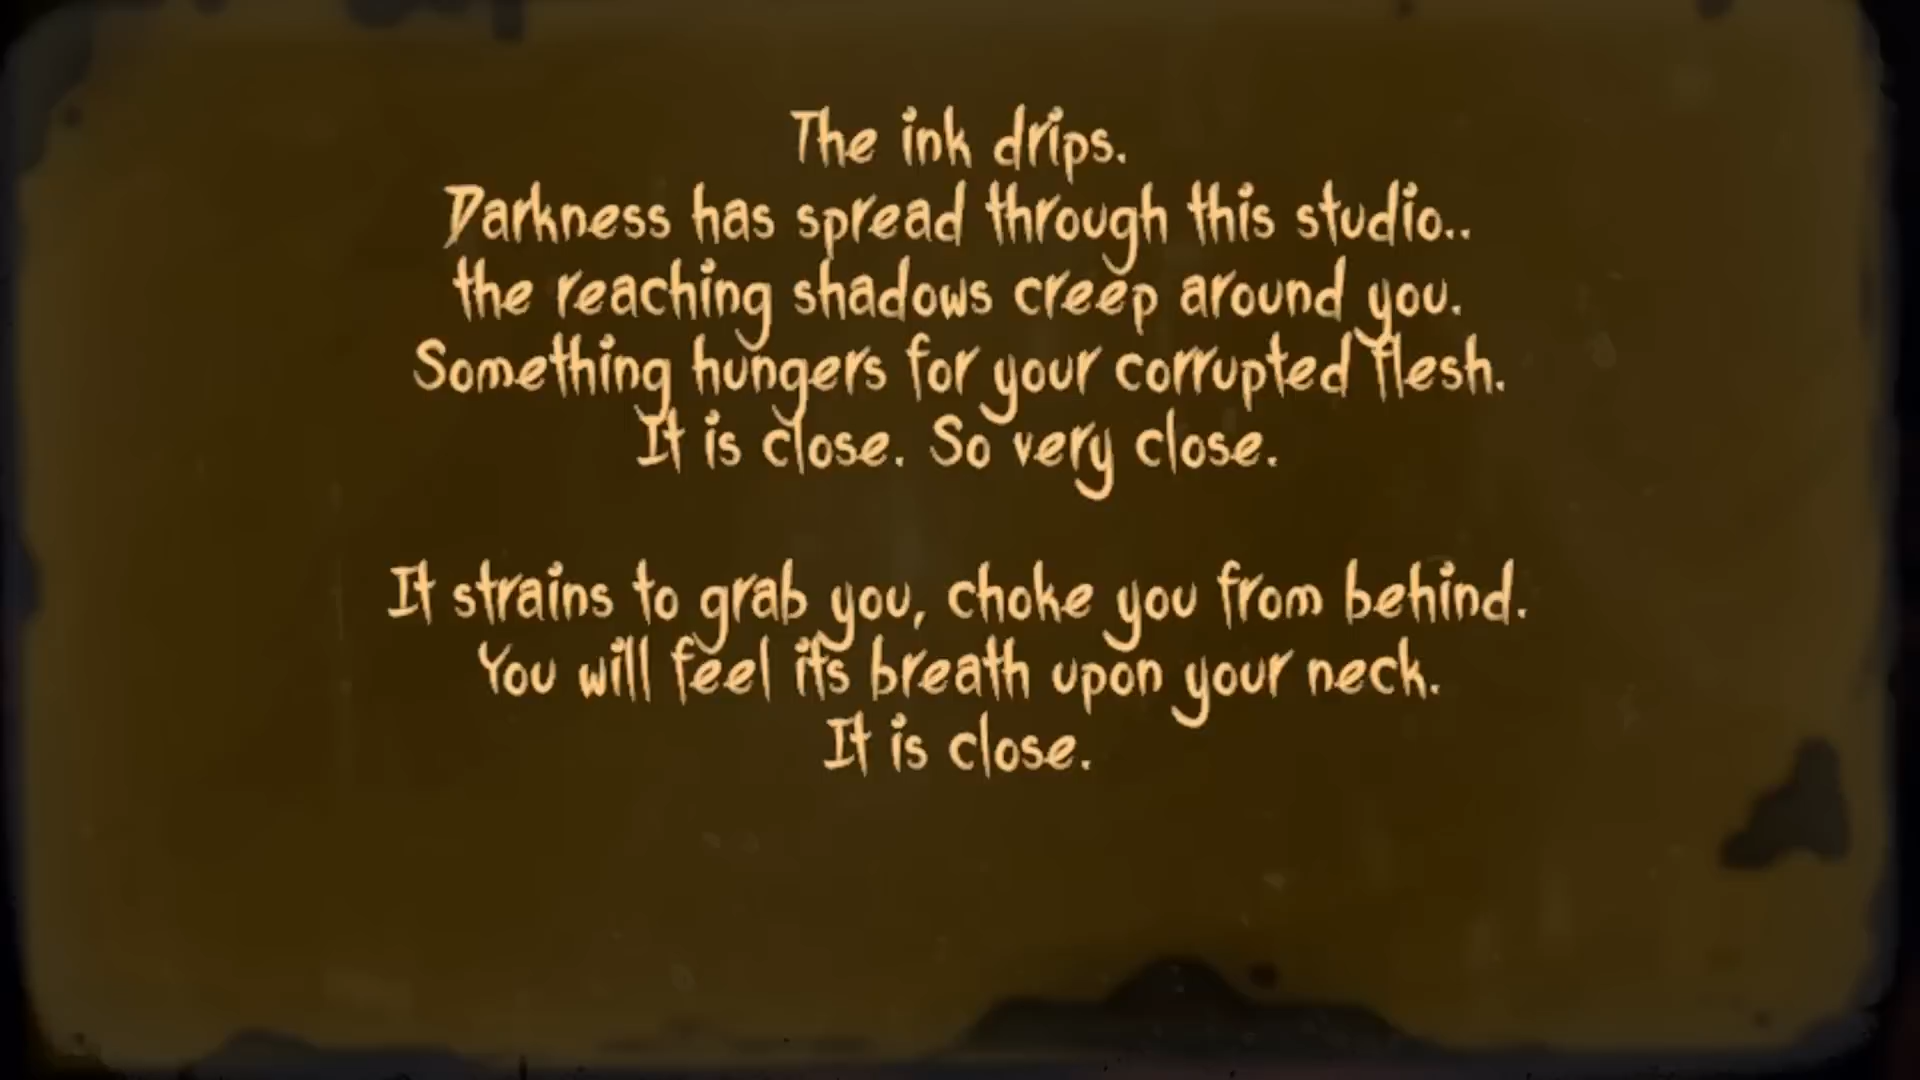 The ink drips.
Darkness has spread through this studio..
the reaching shadows creep around you.
Something hungers for your corrupted flesh.
It is close. So very close.
It strains to grab you, choke you from behind.
You will feel its breath upon your neck.
It is close.